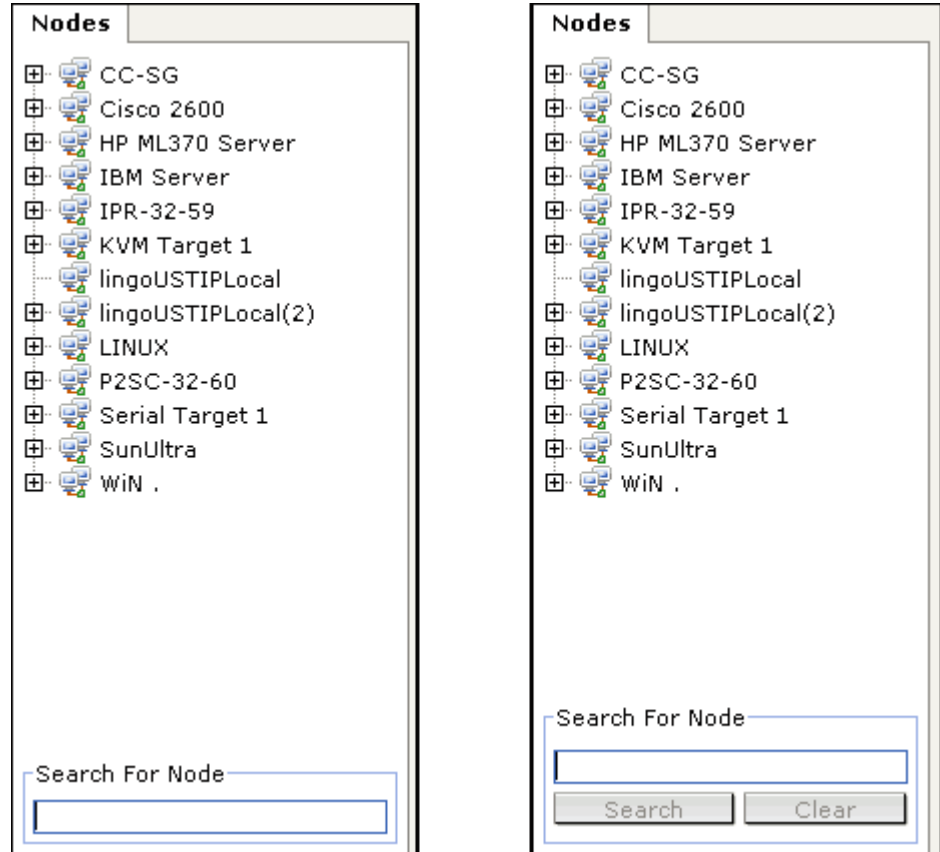 Nodes
CC-SG
Cisco 2600
HP ML370 Server
IBM Server
IPR-32-59
KVM Target 1
lingoUSTIPLocal
lingoUSTIPLocal(2)
LINUX
P2SC-32-60
Serial Target 1
SunUltra
WiN .
Search For Node
Nodes
CC-SG
Cisco 2600
HP ML370 Server
IBM Server
IPR-32-59
KVM Target 1
lingoUSTIPLocal
lingoUSTIPLocal(2)
LINUX
P2SC-32-60
Serial Target 1
SunUltra
WiN .
Search For Node
Search Clear